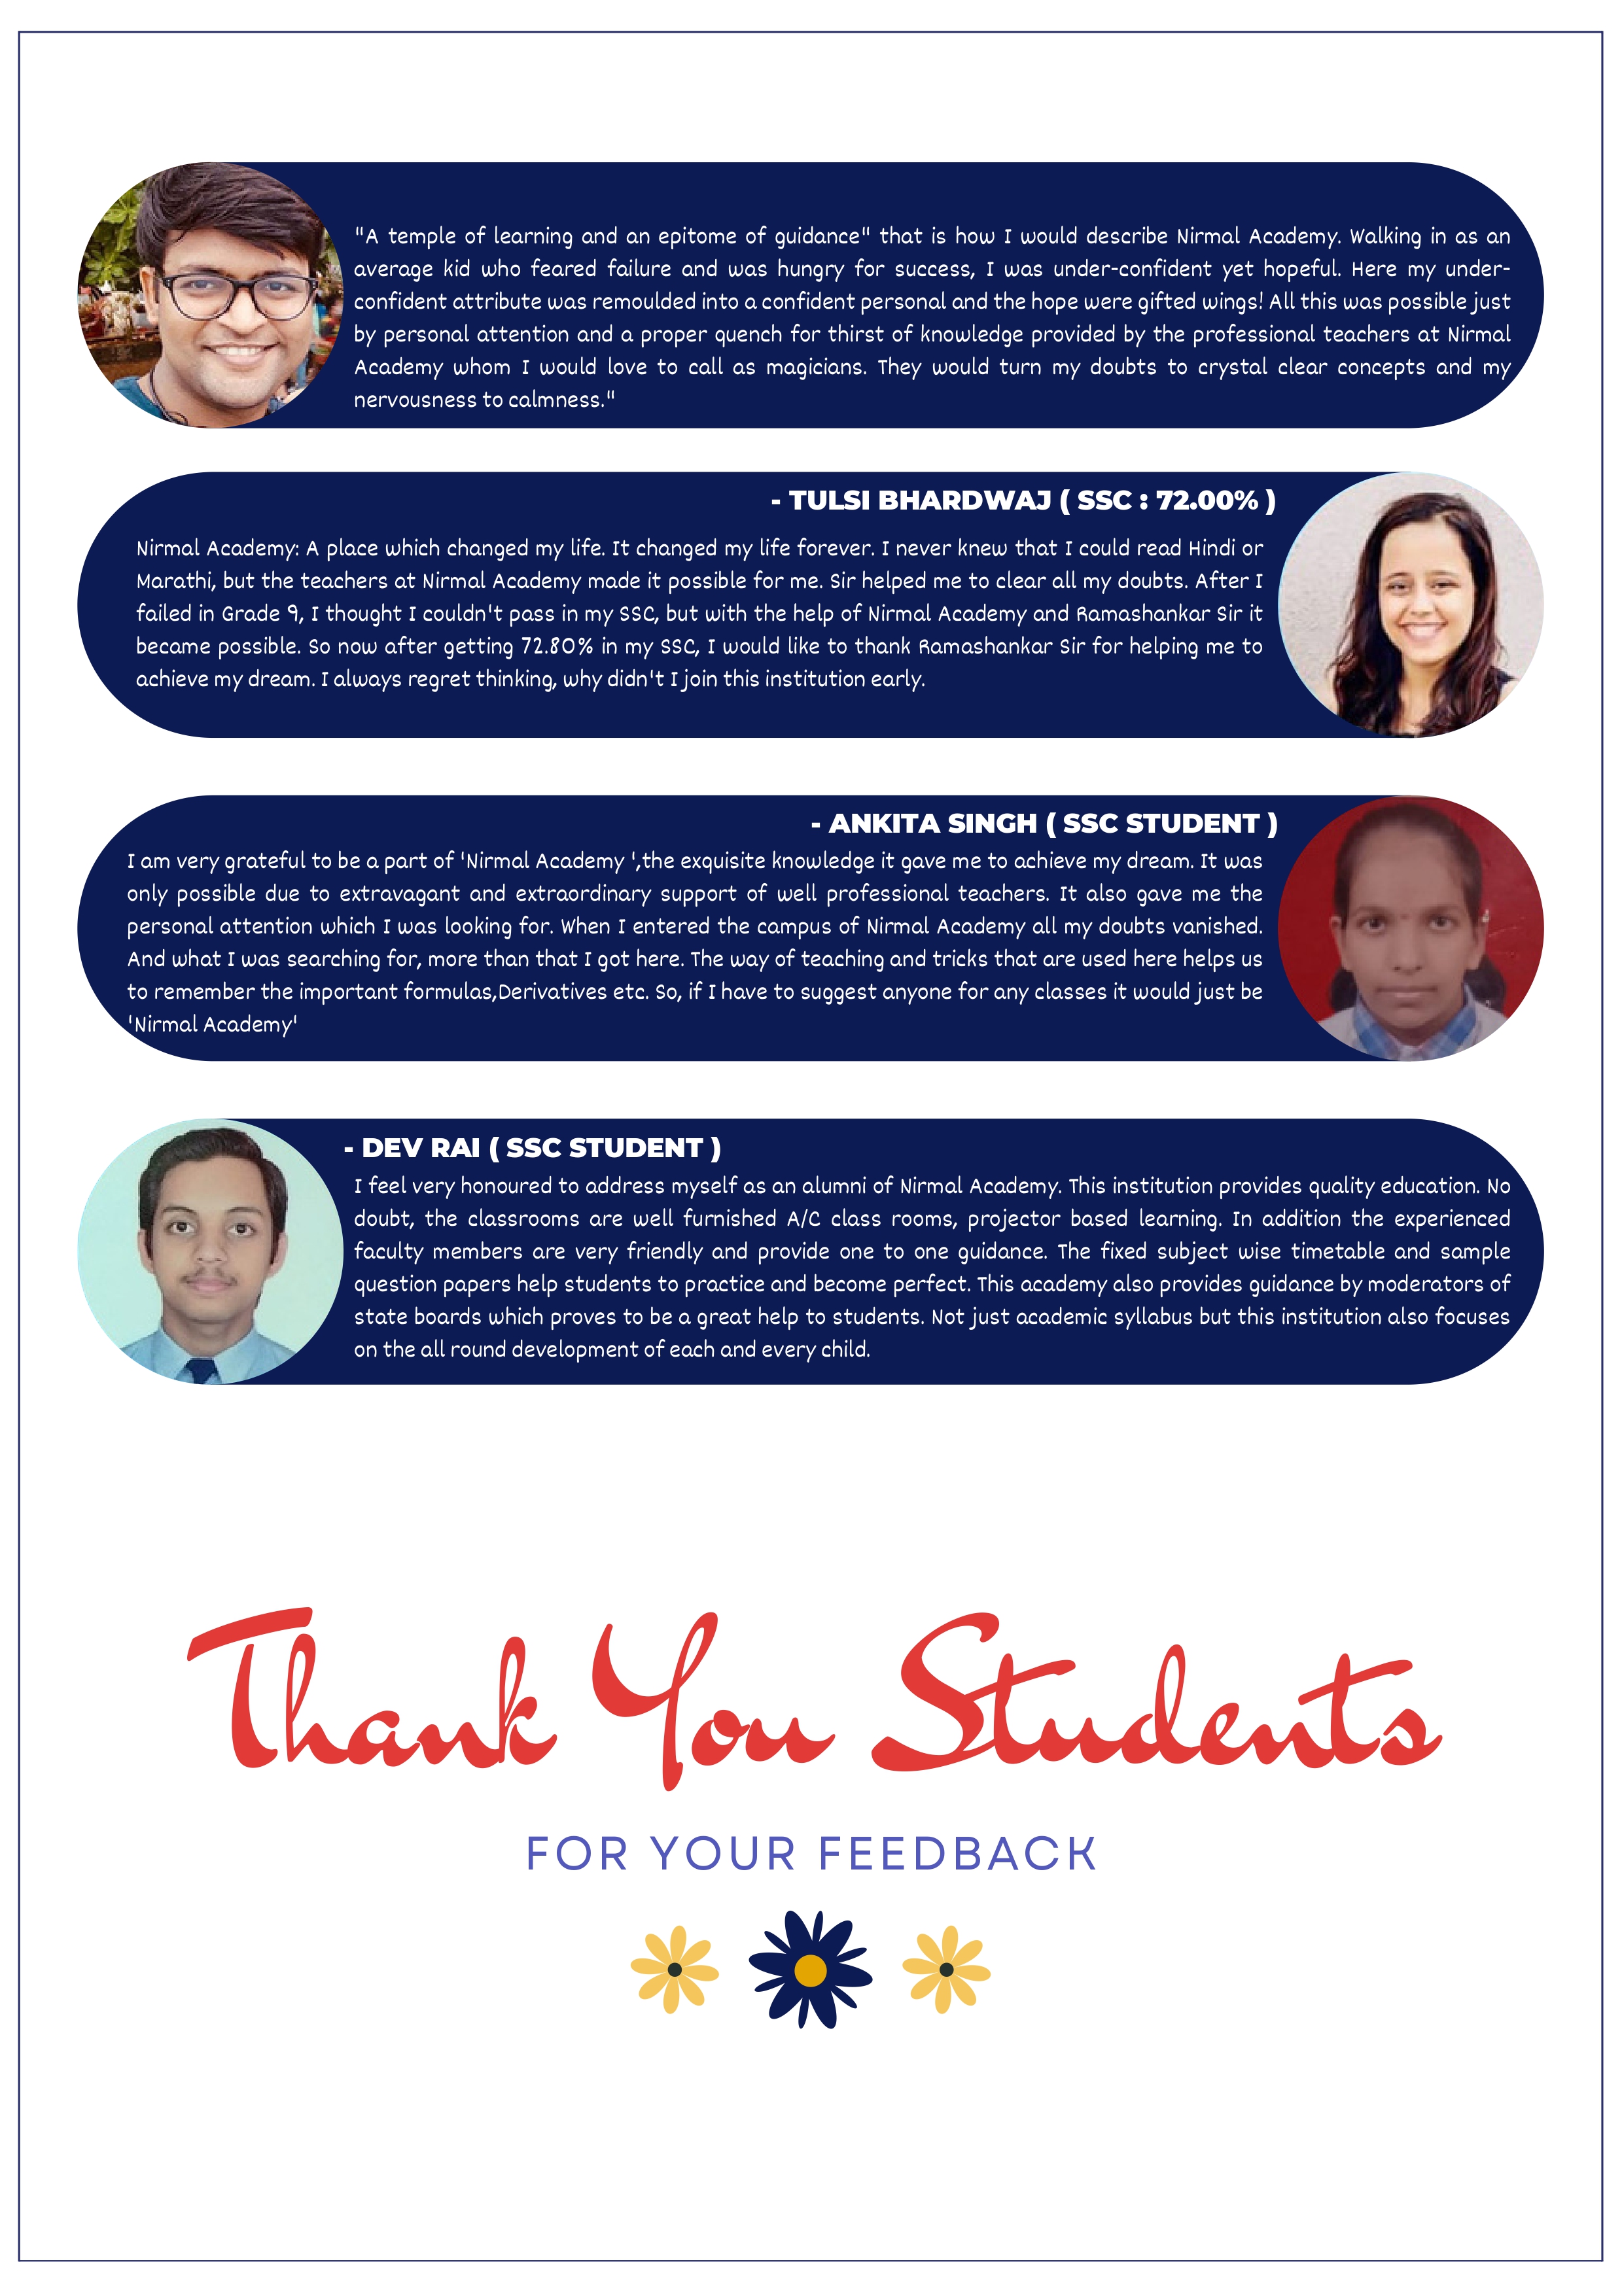 "A temple of learning and an epitome of guidance" that is how I would describe Nirmal Academy. Walking in as an
average kid who feared failure and was hungry for success, I was under-confident yet hopeful. Here my under-
confident attribute was remoulded into a confident personal and the hope were gifted wings! All this was possible just
by personal attention and a proper quench for thirst of knowledge provided by the professional teachers at Nirmal
Academy whom I would love to call as magicians. They would turn my doubts to crystal clear concepts and my
nervousness to calmness."
- TULSI BHARDWAJ ( SSC : 72.00% )
Nirmal Academy: A place which changed my life. It changed my life forever. I never knew that I could read Hindi or
Marathi, but the teachers at Nirmal Academy made it possible for me. Sir helped me to clear all my doubts. After I
failed in Grade 9, I thought I couldn't pass in my SSC, but with the help of Nirmal Academy and Ramashankar Sir it
became possible. So now after getting 72.80% in my SSC, I would like to thank Ramashankar Sir for helping me to
achieve my dream. I always regret thinking, why didn't I join this institution early.
- ANKITA SINGH ( SSC STUDENT )
I am very grateful to be a part of 'Nirmal Academy ',the exquisite knowledge it gave me to achieve my dream. It was
only possible due to extravagant and extraordinary support of well professional teachers. It also gave me the
personal attention which I was looking for. When I entered the campus of Nirmal Academy all my doubts vanished.
And what I was searching for, more than that I got here. The way of teaching and tricks that are used here helps us
to remember the important formulas,Derivatives etc. So, if I have to suggest anyone for any classes it would just be
'Nirmal Academy'
- DEV RAI ( SSC STUDENT )
I feel very honoured to address myself as an alumni of Nirmal Academy. This institution provides quality education. No
doubt, the classrooms are well furnished A/C class rooms, projector based learning. In addition the experienced
faculty members are very friendly and provide one to one guidance. The fixed subject wise timetable and sample
question papers help students to practice and become perfect. This academy also provides guidance by moderators of
state boards which proves to be a great help to students. Not just academic syllabus but this institution also focuses
on the all round development of each and every child.
Thank You Students
FOR YOUR FEEDBACK